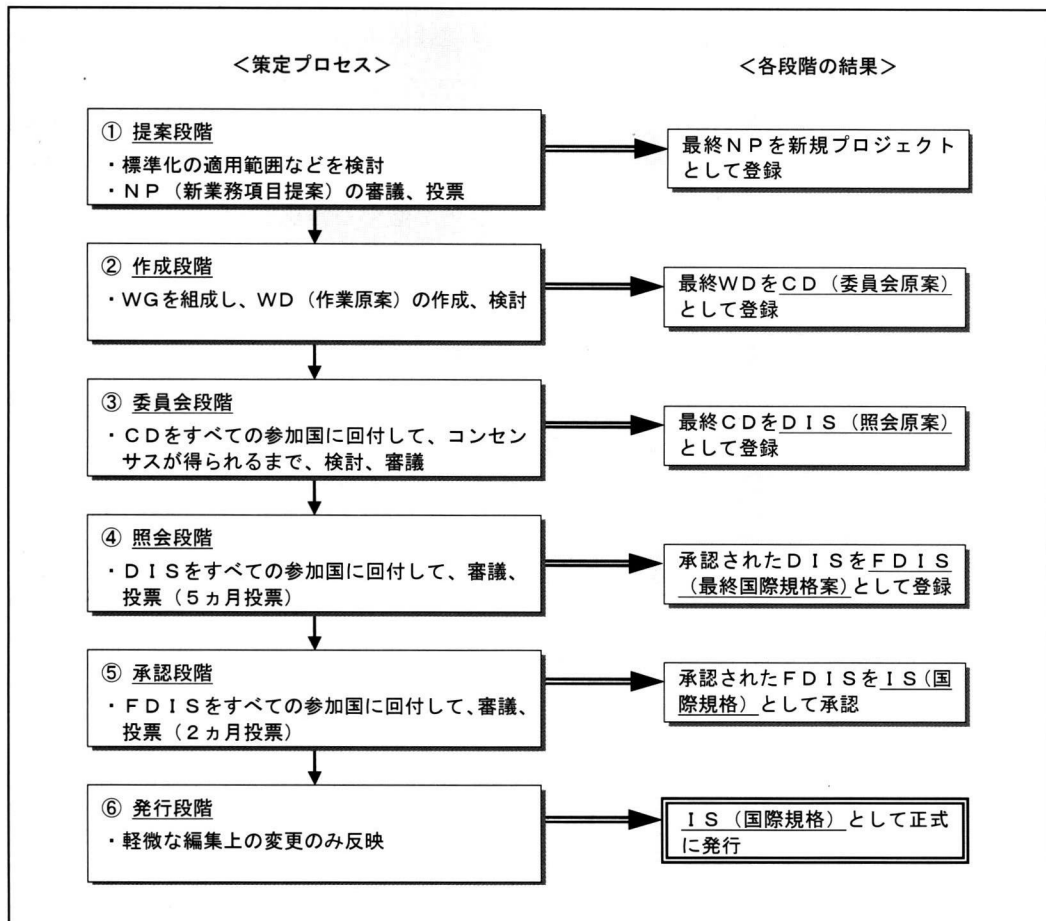 <策定プロセス>
<各段階の結果>
① 提案段階
・標準化の適用範囲などを検討
・NP(新業務項目提案)の審議、投票
最終NPを新規プロジェクト
として登録
② 作成段階
・WGを組成し、WD(作業原案)の作成、検討
最終WDをCD(委員会原案)
として登録
③ 委員会段階
・CDをすべての参加国に回付して、コンセン
サスが得られるまで、検討、審議
最終CDをDIS(照会原案)
として登録
④ 照会段階
・DISをすべての参加国に回付して、審議、
投票(5ヵ月投票)
承認されたDISをFDIS
(最終国際規格案)として登録
⑤ 承認段階
・FDISをすべての参加国に回付して、審議、
投票(2ヵ月投票)
承認されたFDISをIS(国
際規格)として承認
⑥ 発行段階
・軽微な編集上の変更のみ反映
IS(国際規格)として正式
に発行